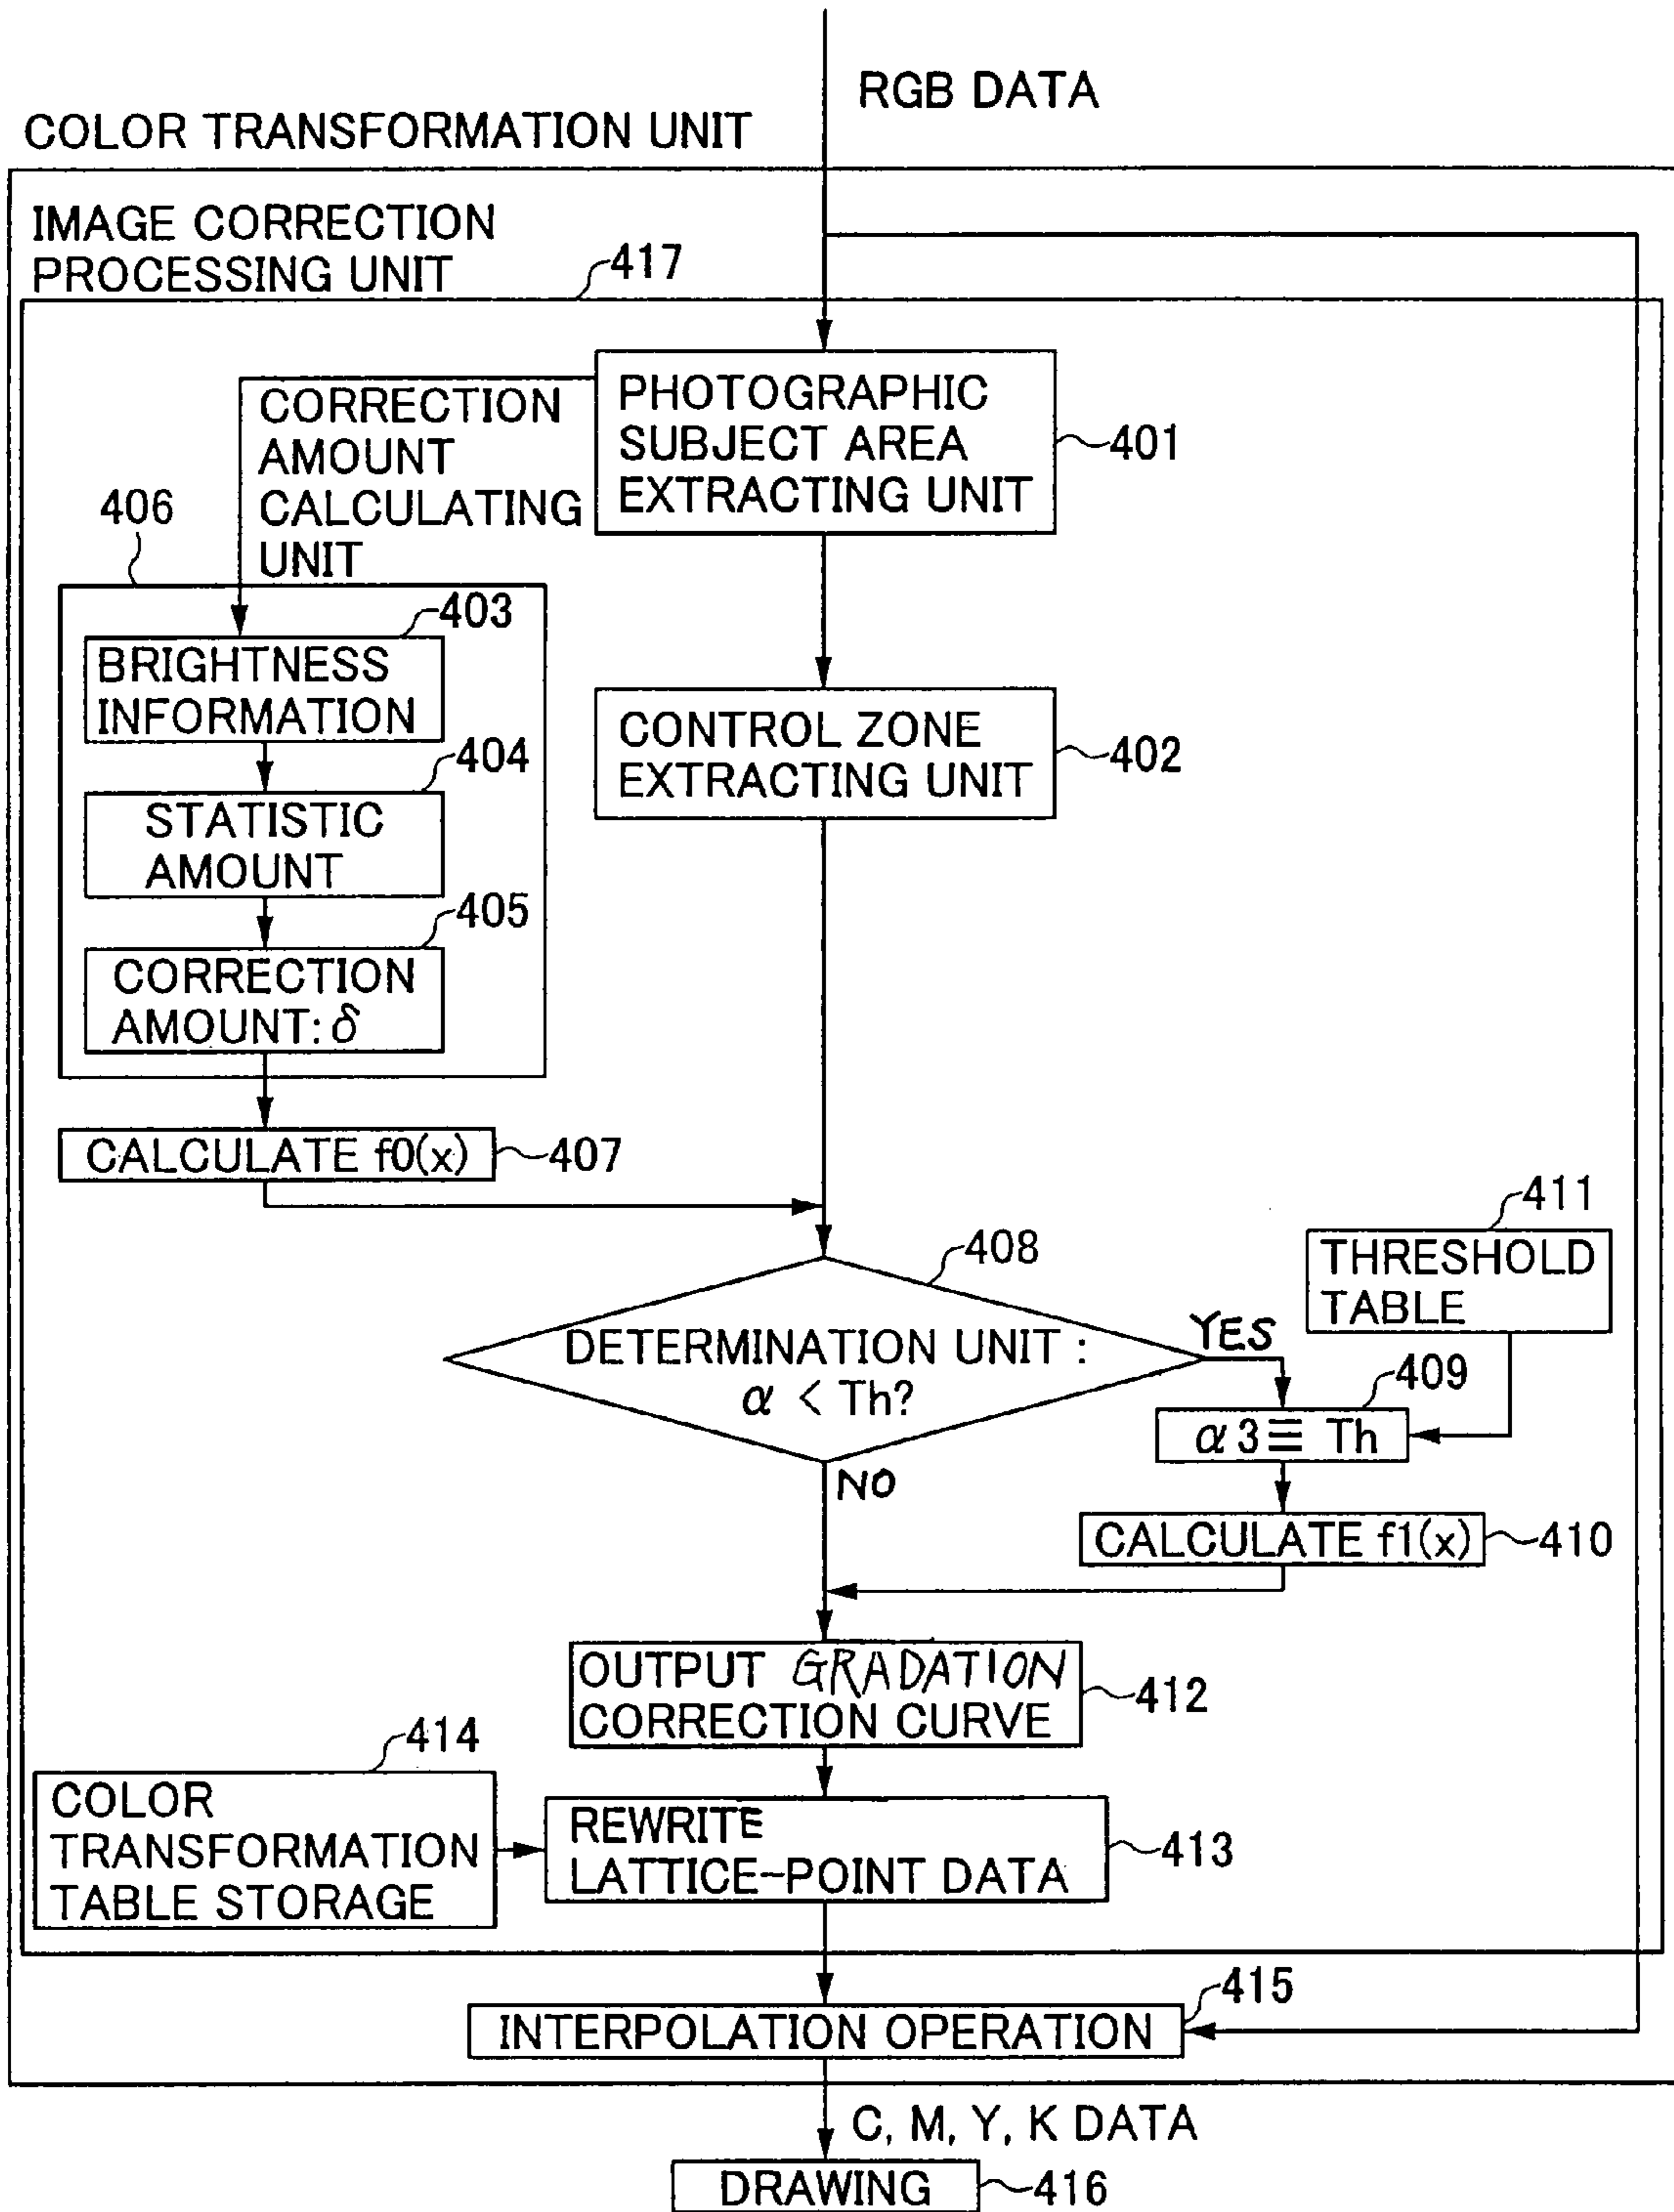 RGB DATA
COLOR TRANSFORMATION UNIT
IMAGE CORRECTION
PROCESSING UNIT
417
CORRECTION
AMOUNT
CALCULATING
UNIT
PHOTOGRAPHIC
SUBJECT AREA
EXTRACTING UNIT
401
406
403
BRIGHTNESS
INFORMATION
CONTROL ZONE
EXTRACTING UNIT
402
404
STATISTIC
AMOUNT
405
CORRECTION
AMOUNT: δ
CALCULATE f0(x)
407
408
DETERMINATION UNIT :
α < Th?
YES
NO
411
THRESHOLD
TABLE
409
α3≡ Th
CALCULATE f1(x)
410
OUTPUT GRADATION
CORRECTION CURVE
412
414
COLOR
TRANSFORMATION
TABLE STORAGE
REWRITE
LATTICE-POINT DATA
413
415
INTERPOLATION OPERATION
C, M, Y, K DATA
DRAWING
416